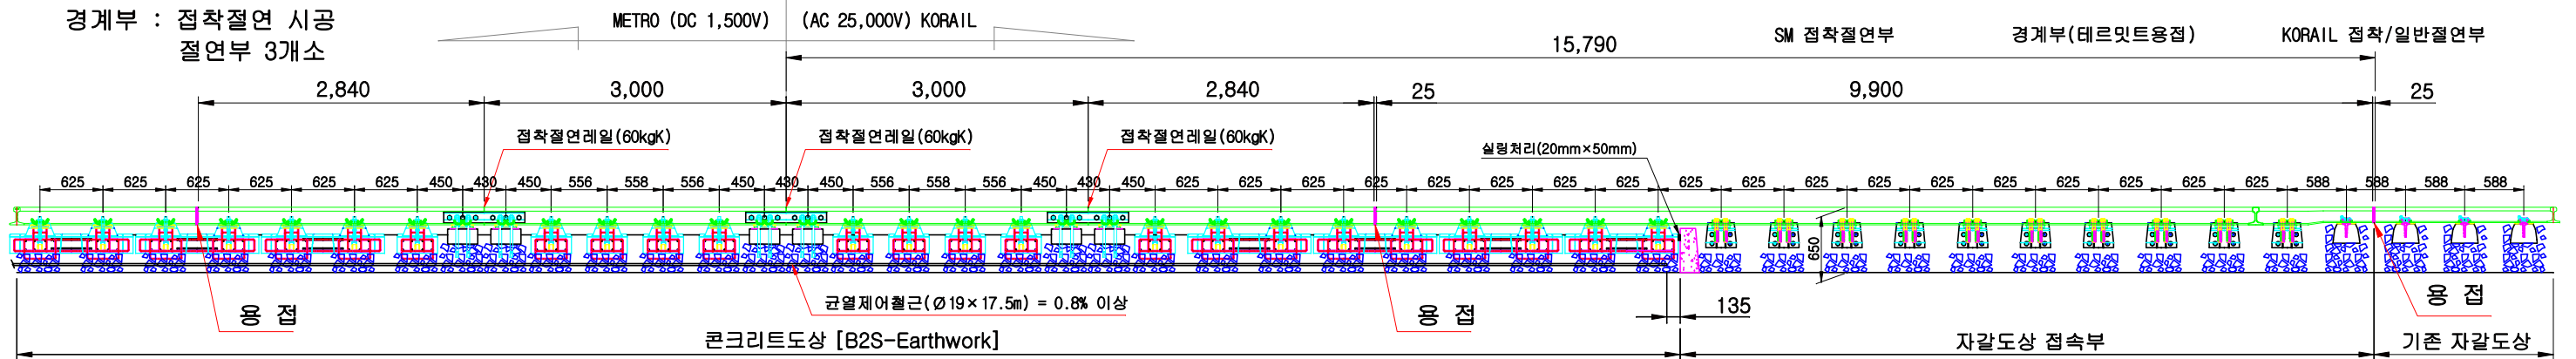 경계부 : 접착절연 시공
절연부 3개소
METRO (DC 1,500V) (AC 25,000V) KORAIL
15,790
SM 접착절연부 경계부(테르밋트용접) KORAIL 접착/일반절연부
2,840 3,000 3,000 2,840 25 9,900 25
접착절연레일(60kgK) 접착절연레일(60kgK) 접착절연레일(60kgK)
실링처리(20mm×50mm)
625 625 625 625 625 625 450 430 450 556 558 556 450 430 450 556 558 556 450 430 450 625 625 625 625 625 625 625 625 625 625 625 625 625 625 625 625 625 625 588 588 588 588
650
균열제어철근(Ø19×17.5m) = 0.8% 이상
용 접 용 접 용 접
135
콘크리트도상 [B2S-Earthwork] 자갈도상 접속부 기존 자갈도상